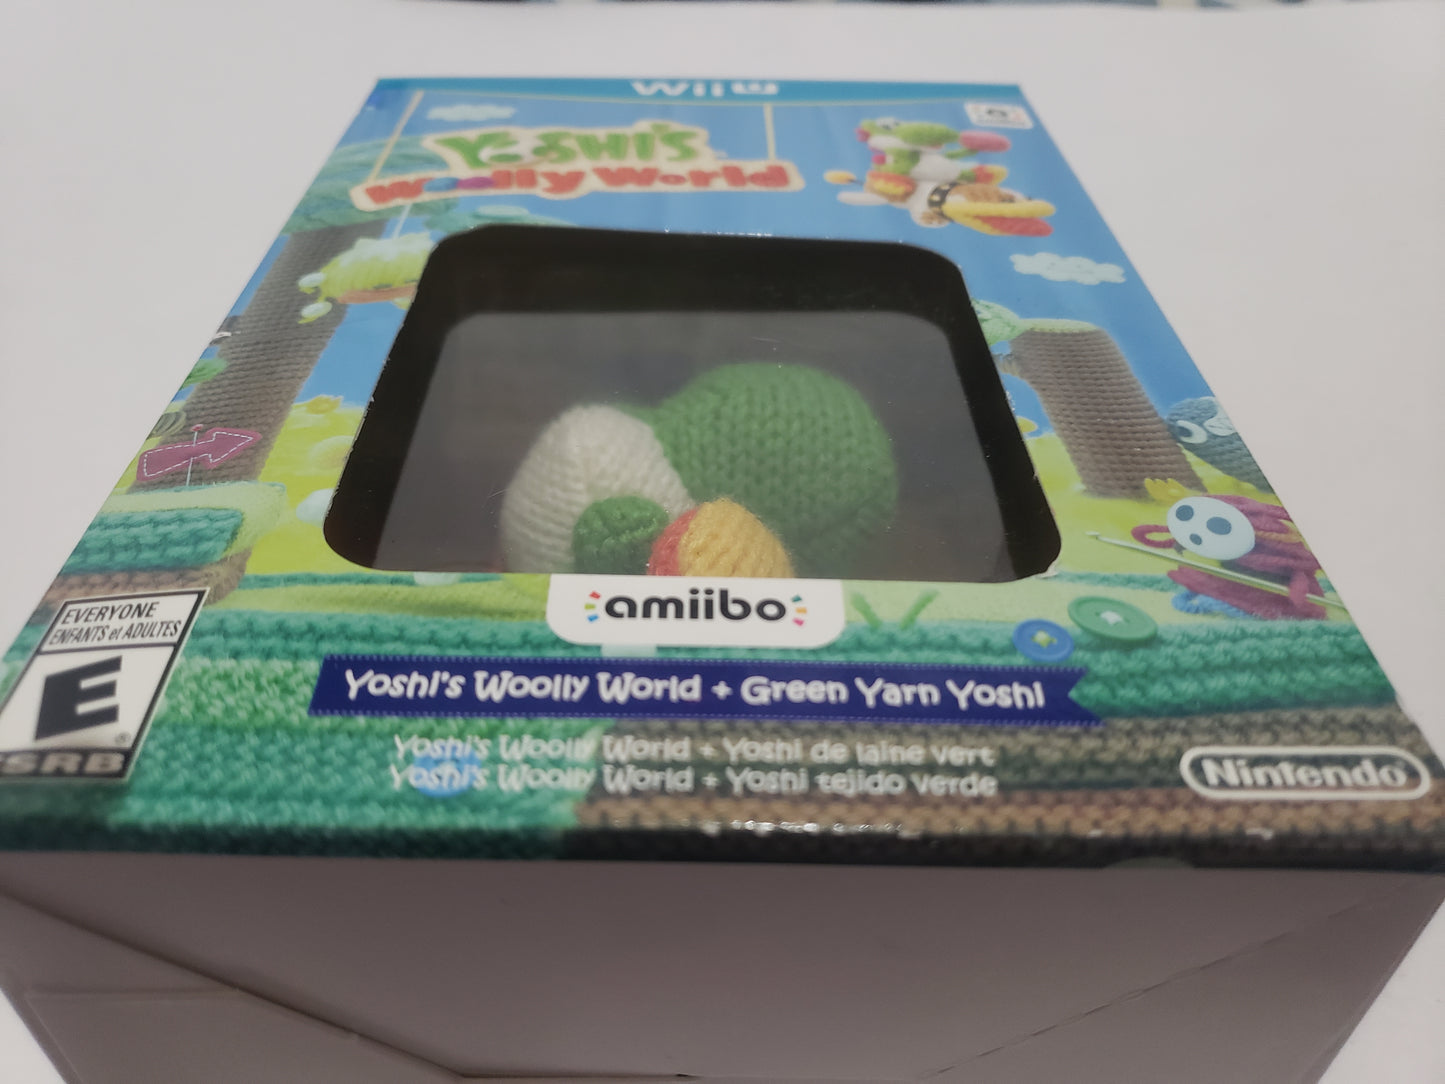 Wii U
YOSHI'S
Woolly World
EVERYONE
ENFANTS et ADULTES
E
®
ESRB
amiibo
Yoshi's Woolly World + Green Yarn Yoshi
Yoshi's Woolly World + Yoshi de laine vert
Yoshi's Woolly World + Yoshi tejido verde
Nintendo